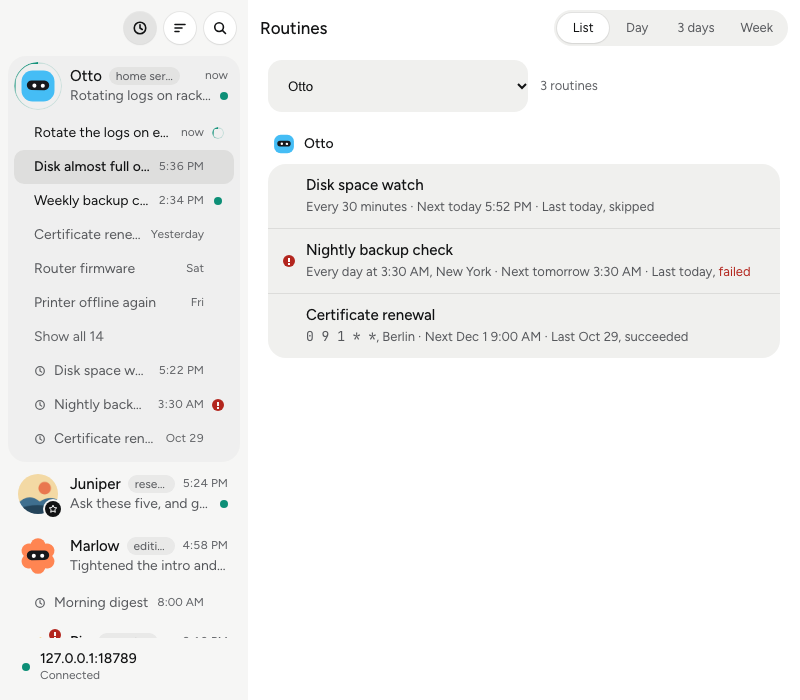 Otto home ser... now
Rotating logs on rack...
Rotate the logs on e... now
Disk almost full o... 5:36 PM
Weekly backup c... 2:34 PM
Certificate rene... Yesterday
Router firmware Sat
Printer offline again Fri
Show all 14
Disk space w... 5:22 PM
Nightly back... 3:30 AM
Certificate ren... Oct 29
Juniper rese... 5:24 PM
Ask these five, and g...
Marlow editi... 4:58 PM
Tightened the intro and...
Morning digest 8:00 AM
127.0.0.1:18789
Connected
Routines List Day 3 days Week
Otto 3 routines
Otto
Disk space watch
Every 30 minutes · Next today 5:52 PM · Last today, skipped
Nightly backup check
Every day at 3:30 AM, New York · Next tomorrow 3:30 AM · Last today, failed
Certificate renewal
0 9 1 * *, Berlin · Next Dec 1 9:00 AM · Last Oct 29, succeeded